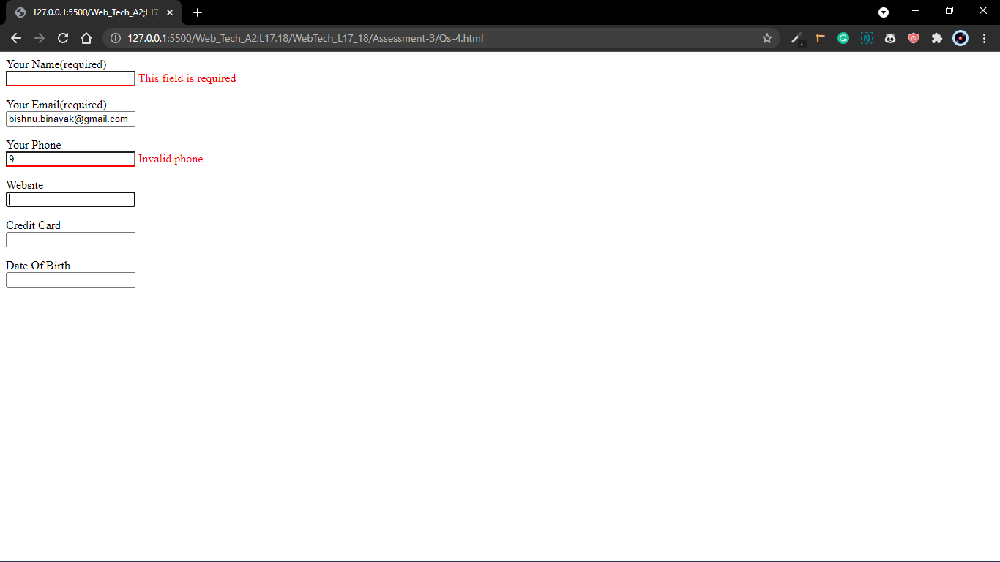 127.0.0.1:5500/Web_Tech_A2;L17
127.0.0.1:5500/Web_Tech_A2;L17,18/WebTech_L17_18/Assessment-3/Qs-4.html
Your Name(required)
This field is required
Your Email(required)
bishnu.binayak@gmail.com
Your Phone
9 Invalid phone
Website
Credit Card
Date Of Birth